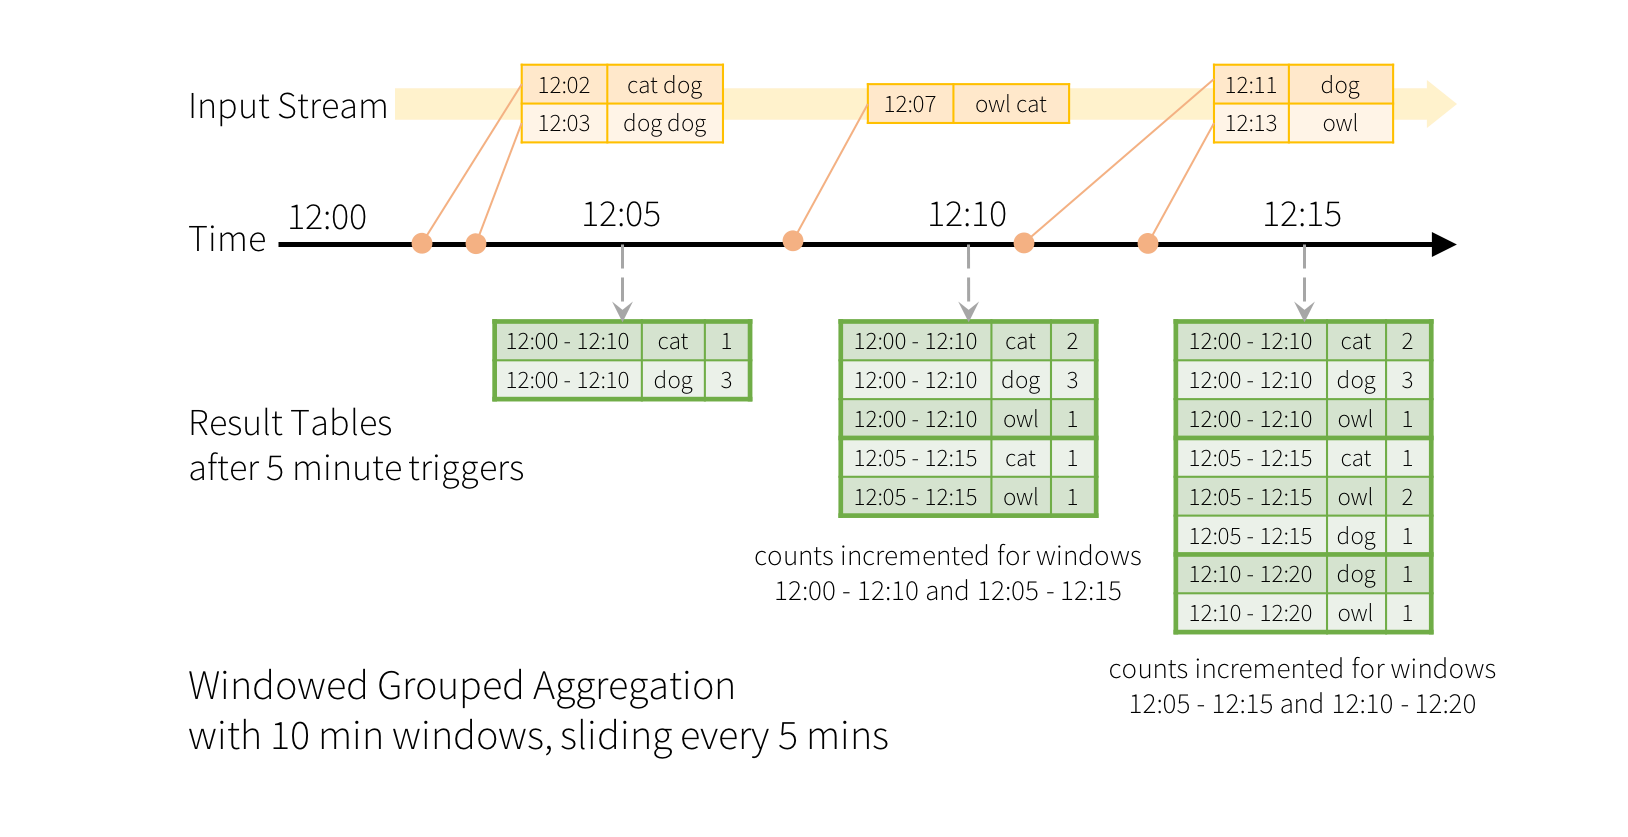 Input Stream
12:02 cat dog
12:03 dog dog
12:07 owl cat
12:11 dog
12:13 owl
Time
12:00 12:05 12:10 12:15
12:00 - 12:10 cat 1
12:00 - 12:10 dog 3
12:00 - 12:10 cat 2
12:00 - 12:10 dog 3
12:00 - 12:10 owl 1
12:05 - 12:15 cat 1
12:05 - 12:15 owl 1
12:00 - 12:10 cat 2
12:00 - 12:10 dog 3
12:00 - 12:10 owl 1
12:05 - 12:15 cat 1
12:05 - 12:15 owl 2
12:05 - 12:15 dog 1
12:10 - 12:20 dog 1
12:10 - 12:20 owl 1
Result Tables
after 5 minute triggers
counts incremented for windows
12:00 - 12:10 and 12:05 - 12:15
counts incremented for windows
12:05 - 12:15 and 12:10 - 12:20
Windowed Grouped Aggregation
with 10 min windows, sliding every 5 mins